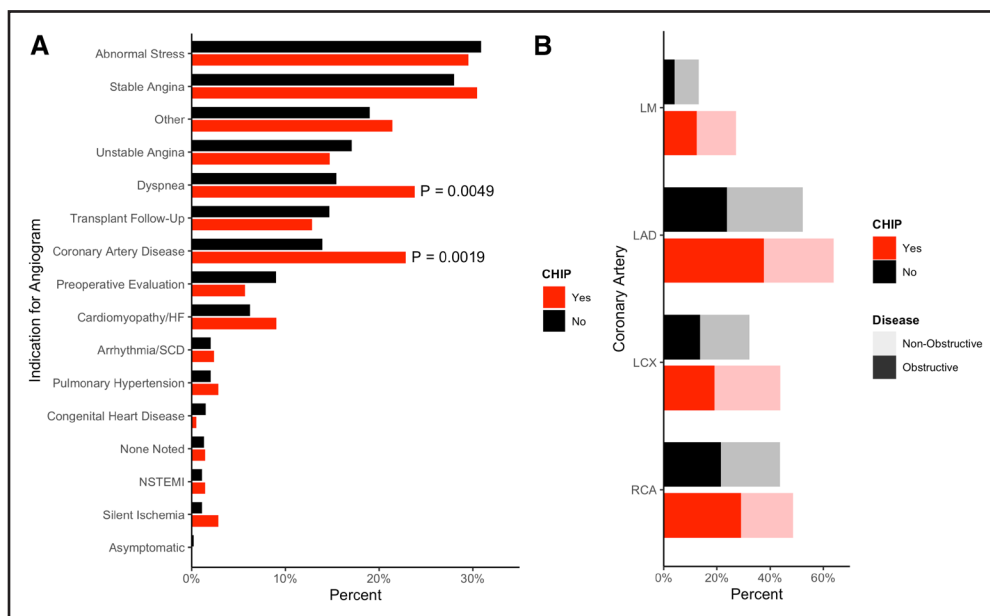 A
Indication for Angiogram
Abnormal Stress
Stable Angina
Other
Unstable Angina
Dyspnea
P = 0.0049
Transplant Follow-Up
Coronary Artery Disease
P = 0.0019
Preoperative Evaluation
Cardiomyopathy/HF
Arrhythmia/SCD
Pulmonary Hypertension
Congenital Heart Disease
None Noted
NSTEMI
Silent Ischemia
Asymptomatic
0% 10% 20% 30%
Percent
CHIP
Yes
No
B
Coronary Artery
LM
LAD
LCX
RCA
0% 20% 40% 60%
Percent
CHIP
Yes
No
Disease
Non-Obstructive
Obstructive